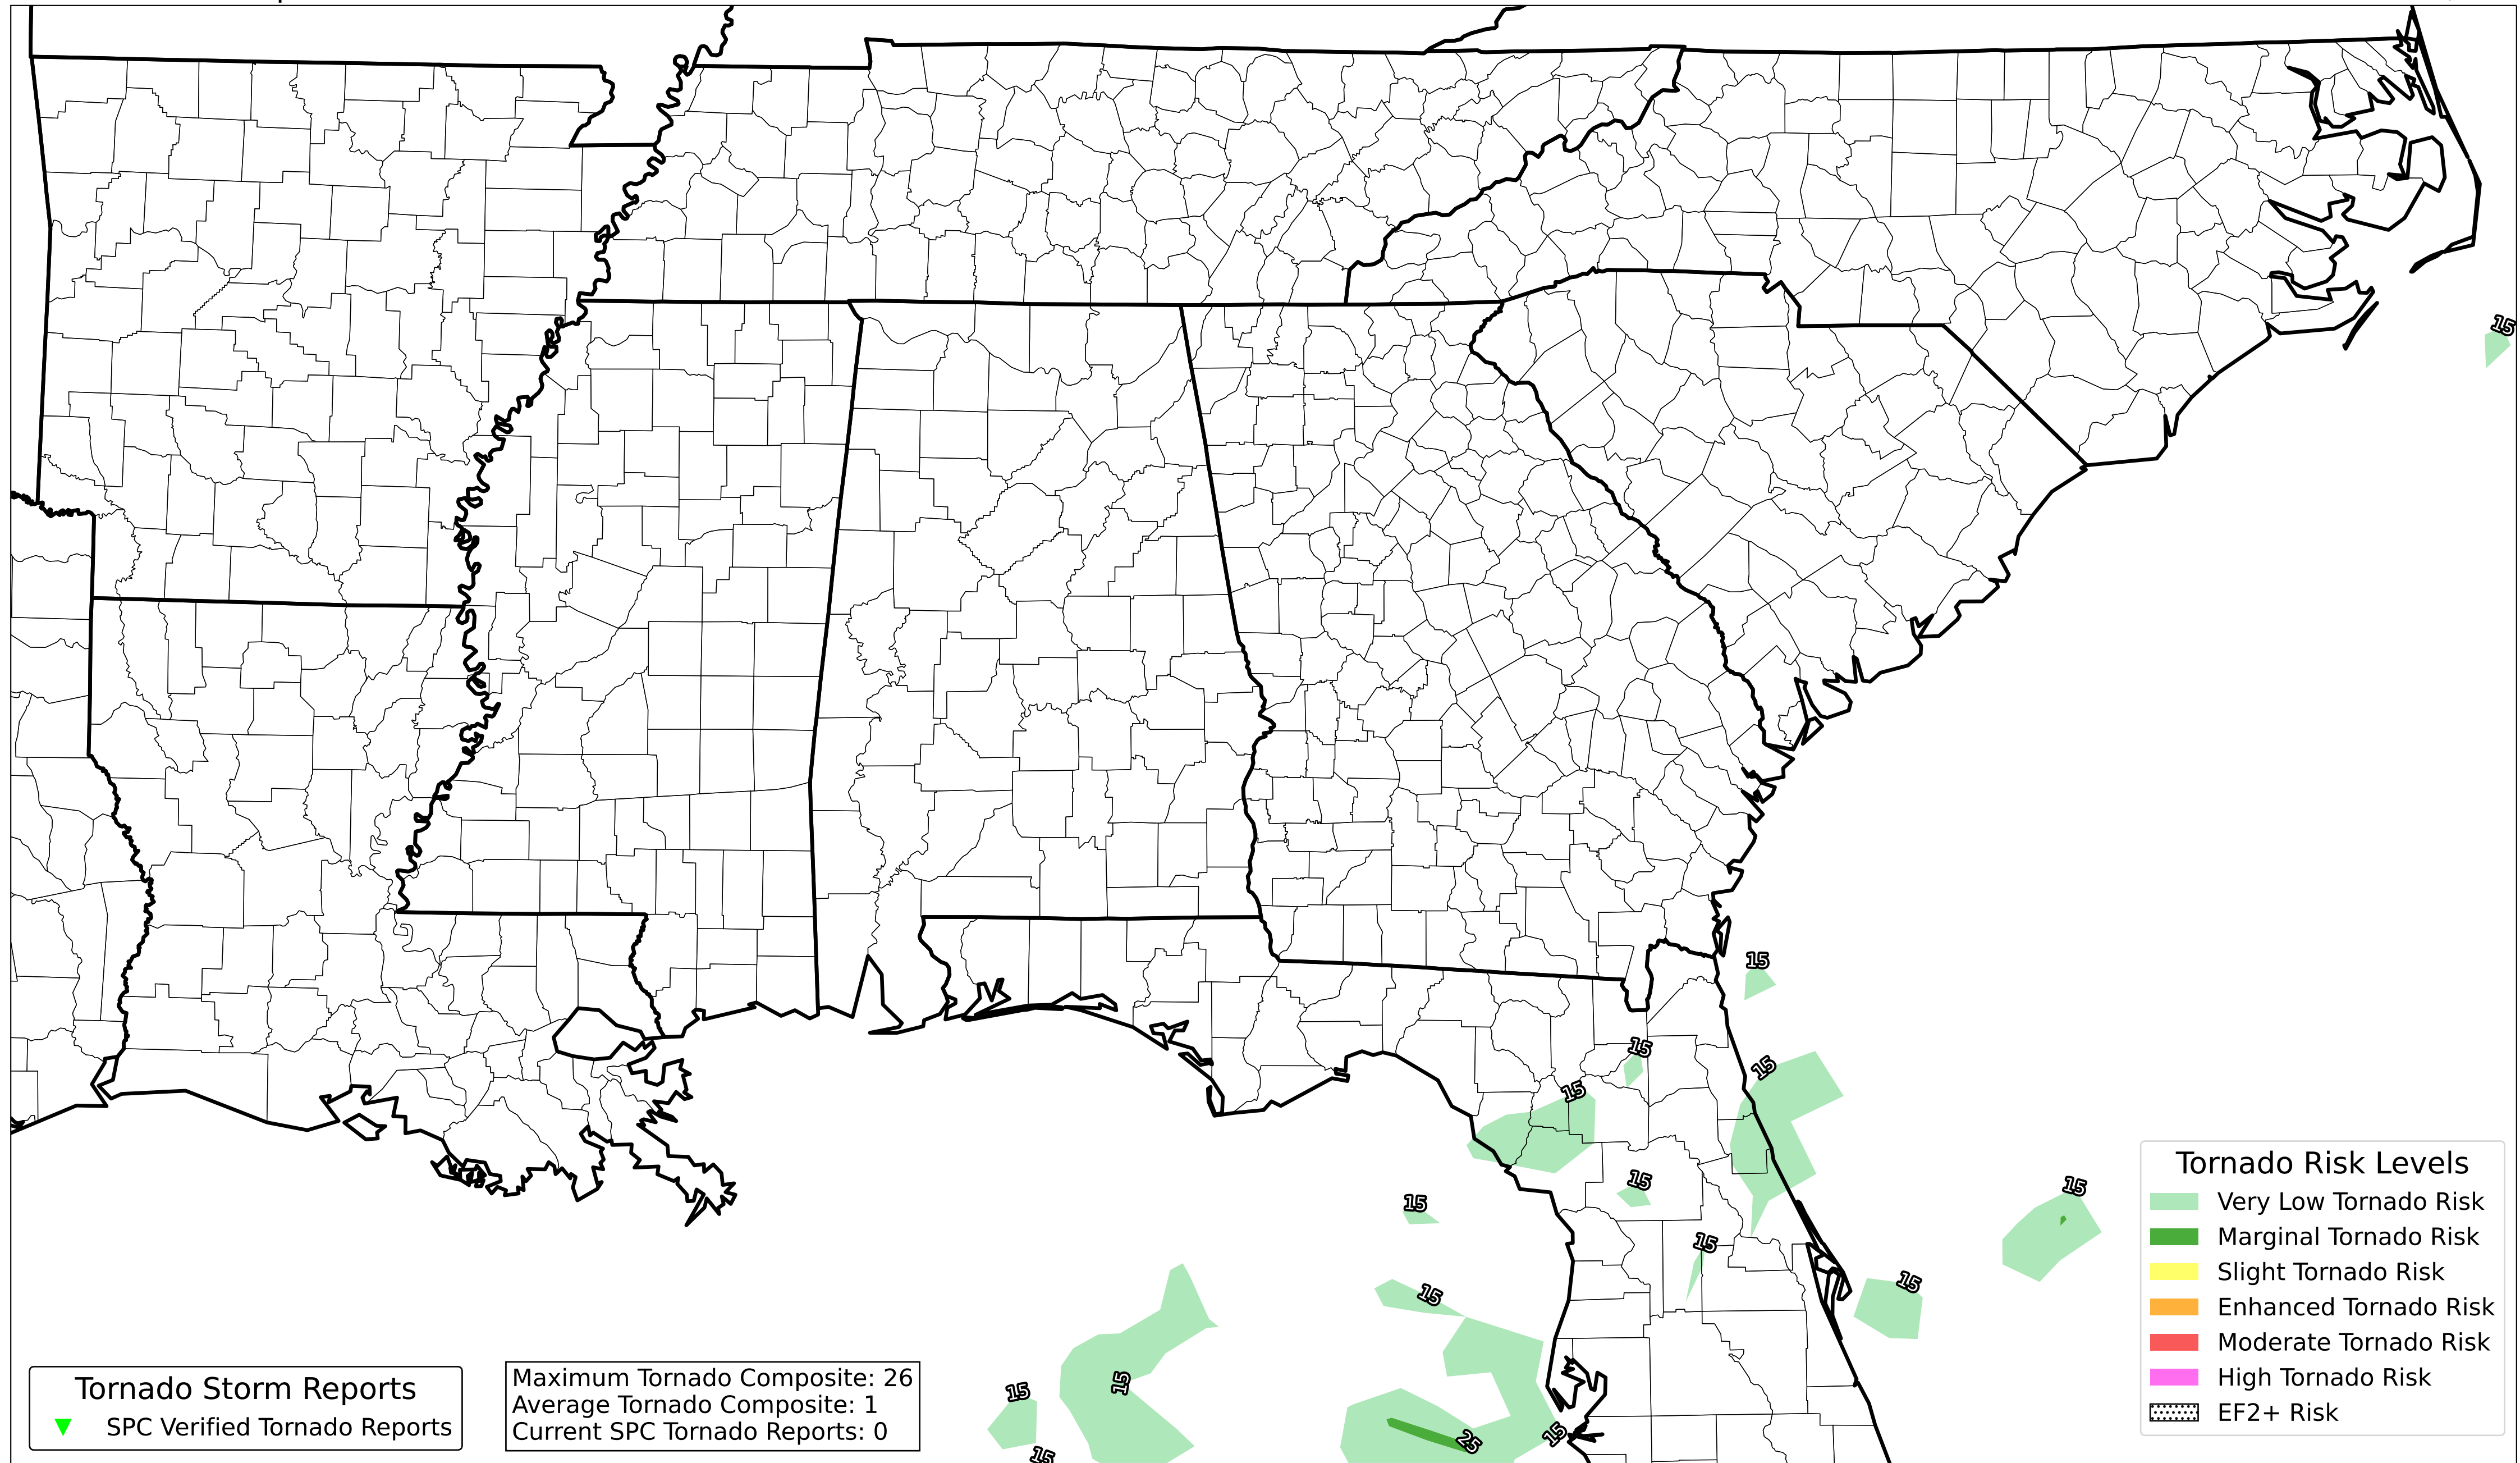 15
15
15
15
15
15
15
15
15
15
15
15
15
15
25
15
Tornado Risk Levels
Very Low Tornado Risk
Marginal Tornado Risk
Slight Tornado Risk
Enhanced Tornado Risk
Moderate Tornado Risk
High Tornado Risk
EF2+ Risk
Tornado Storm Reports
SPC Verified Tornado Reports
Maximum Tornado Composite: 26
Average Tornado Composite: 1
Current SPC Tornado Reports: 0